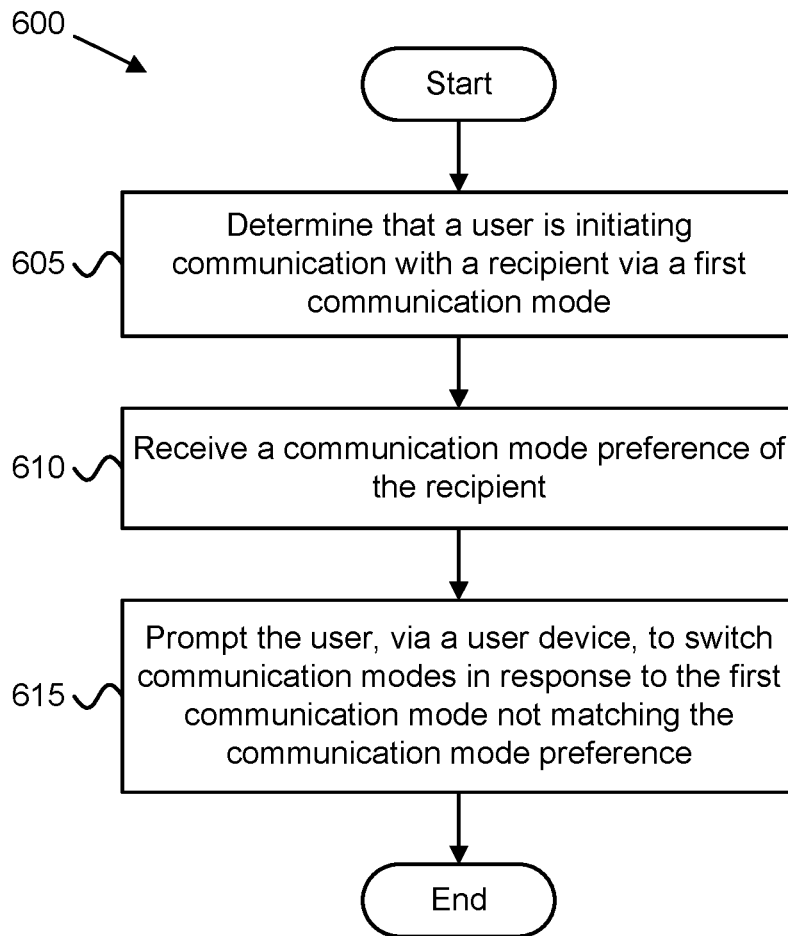 600
Start
605
Determine that a user is initiating
communication with a recipient via a first
communication mode
610
Receive a communication mode preference of
the recipient
615
Prompt the user, via a user device, to switch
communication modes in response to the first
communication mode not matching the
communication mode preference
End